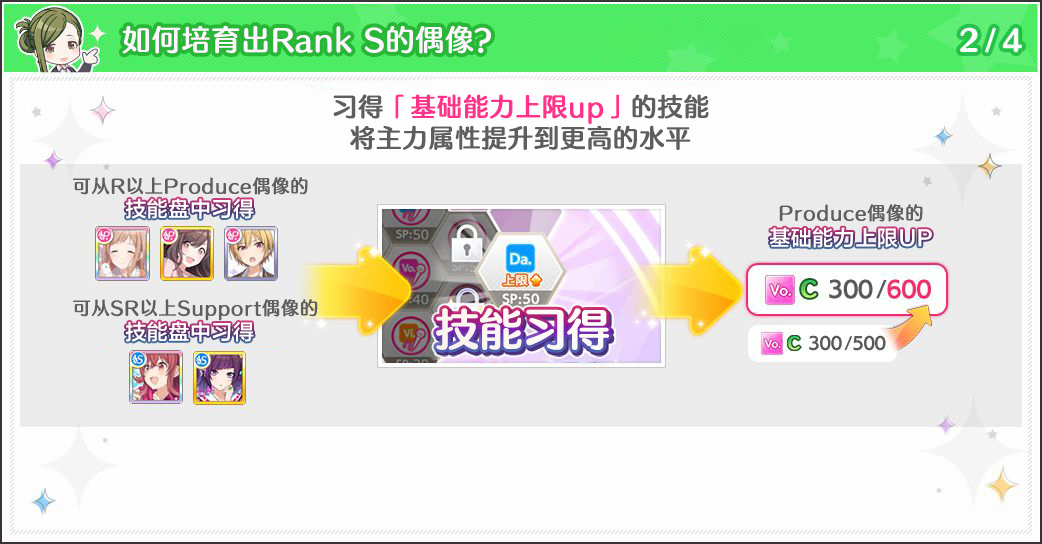 如何培育出Rank S的偶像?
2/4
习得「基础能力上限up」的技能
将主力属性提升到更高的水平
可从R以上Produce偶像的
技能盘中习得
P
P
P
可从SR以上Support偶像的
技能盘中习得
S
S
SP:50
Vo.
Da.
上限
SP:50
:40
Vi.
技能习得
Produce偶像的
基础能力上限UP
Vo. C 300/600
Vo. C 300/500